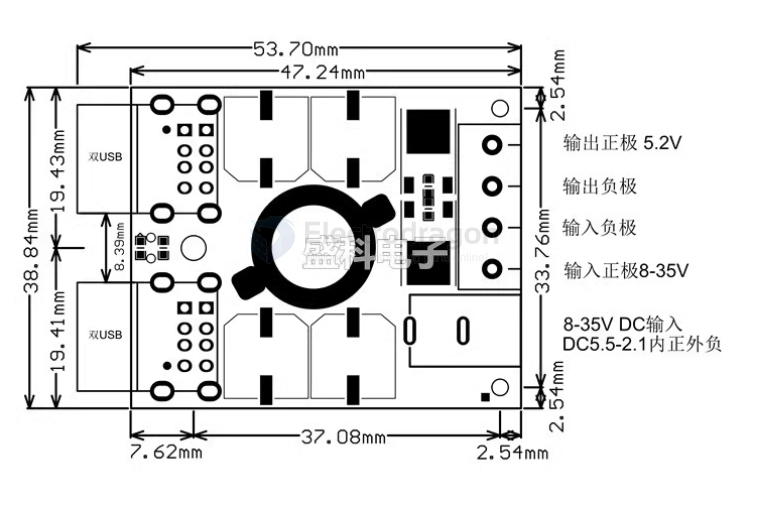 53.70mm
47.24mm
2.54mm
19.43mm
双USB
输出正极 5.2V
输出负极
输入负极
输入正极8-35V
38.84mm
8.39mm
Electrodragon
盛科电子
33.76mm
19.41mm
双USB
8-35V DC输入
DC5.5-2.1内正外负
2.54mm
7.62mm
37.08mm
2.54mm